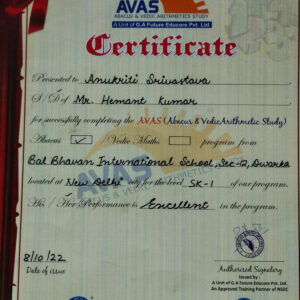 AVAS
ABACUS & VEDIC ARITHMETICS STUDY
A Unit of G.A Future Educore Pvt. Ltd.
Certificate
Presented to Anukriti Srivastava
S/D of Mr. Hemant Kumar
for successfully completing the AVAS (Abacus & Vedic Arithmetic Study)
Abacus ✓ / Vedic Maths program from
Bal Bhavan International School, Sec-12, Dwarka
located at New Delhi city for the level SK-1 of our program.
His / Her Performance is Excellent in the program.
8/10/22
Date of issue
Authorised Signatory
Issued by :
A Unit of G.A Future Educore Pvt. Ltd.
An Approved Training Partner of NSDC